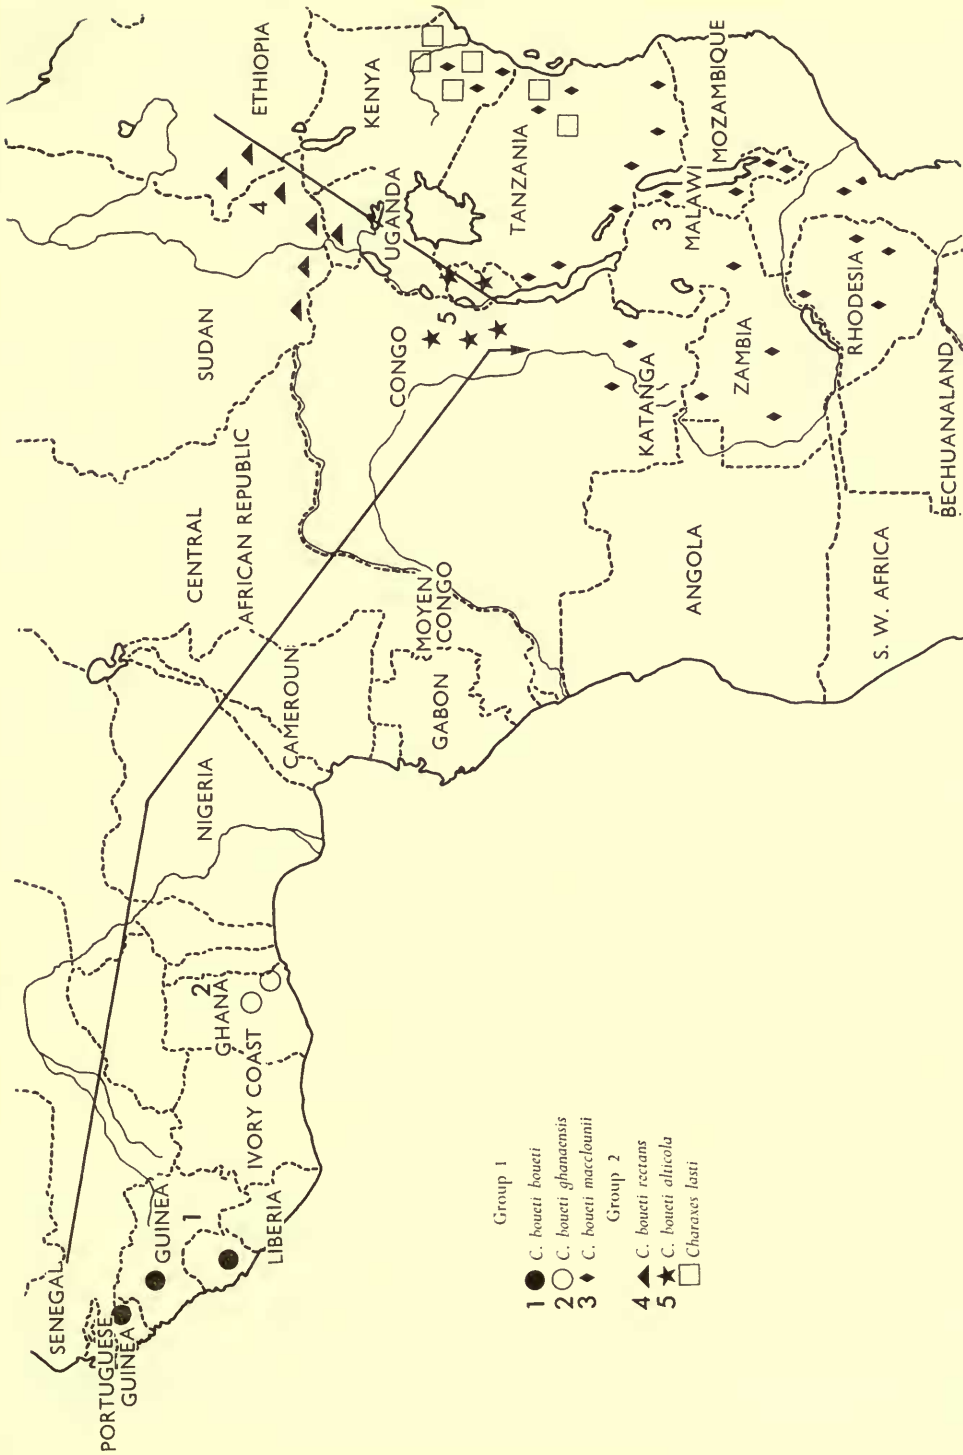 SENEGAL
PORTUGUESE
GUINEA
GUINEA
1
LIBERIA
IVORY COAST
GHANA
2
NIGERIA
CAMEROUN
CENTRAL
AFRICAN REPUBLIC
GABON
MOYEN
CONGO
SUDAN
ETHIOPIA
4
CONGO
5
UGANDA
KENYA
TANZANIA
KATANGA
ANGOLA
ZAMBIA
3
MALAWI
MOZAMBIQUE
RHODESIA
S. W. AFRICA
BECHUANALAND
Group 1
1 C. boueti boueti
2 C. boueti ghanaensis
3 C. boueti macclounii
Group 2
4 C. boueti rectans
5 C. boueti alticola
Charaxes lasti